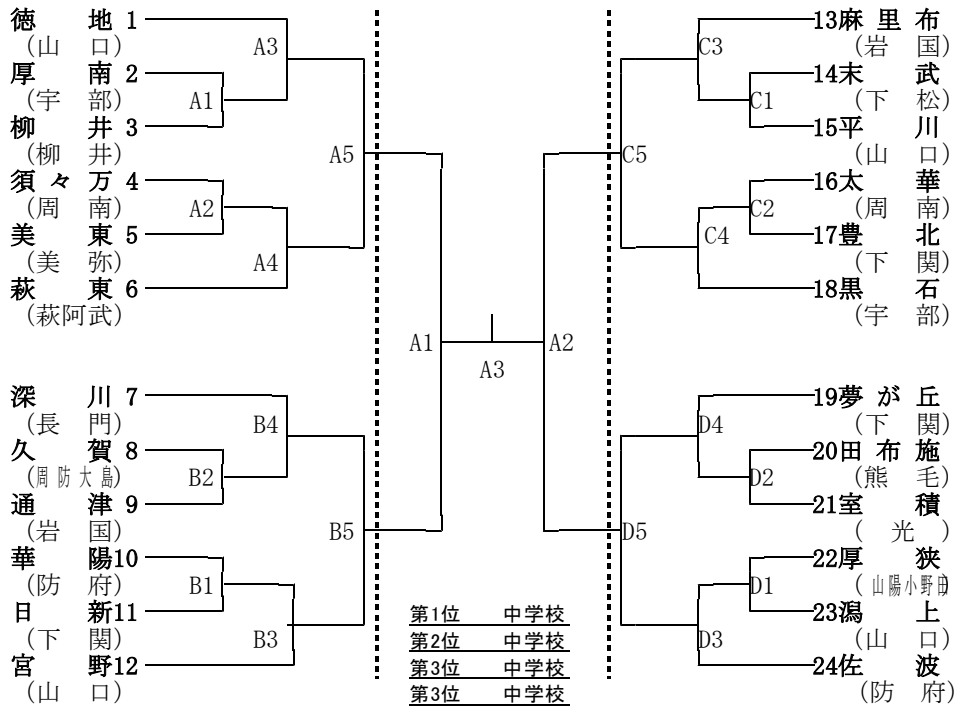 徳地 1
(山口)
厚南 2
(宇部)
柳井 3
(柳井)
須々万 4
(周南)
美東 5
(美弥)
萩東 6
(萩阿武)
深川 7
(長門)
久賀 8
(周防大島)
通津 9
(岩国)
華陽10
(防府)
日新11
(下関)
宮野12
(山口)
A3
A1
A5
A2
A4
B4
B2
B5
B1
B3
A1
A3
A2
C3
C1
C5
C2
C4
D4
D2
D5
D1
D3
13麻里布
(岩国)
14末武
(下松)
15平川
(山口)
16太華
(周南)
17豊北
(下関)
18黒石
(宇部)
19夢が丘
(下関)
20田布施
(熊毛)
21室積
(光)
22厚狭
(山陽小野田)
23潟上
(山口)
24佐波
(防府)
第1位 中学校
第2位 中学校
第3位 中学校
第3位 中学校